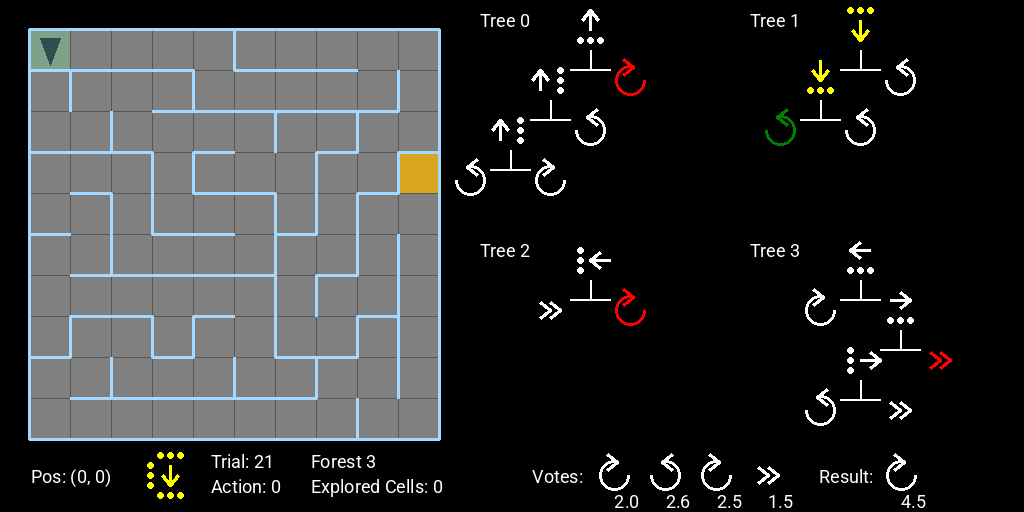 Tree 0
Tree 1
Tree 2
Tree 3
Pos: (0, 0)
Trial: 21
Forest 3
Action: 0
Explored Cells: 0
Votes:
2.0
2.6
2.5
1.5
Result:
4.5